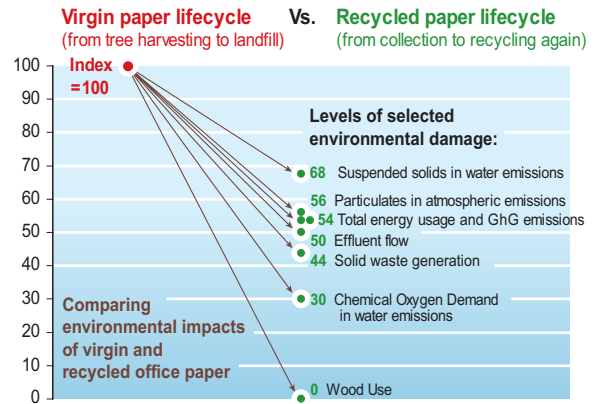 Virgin paper lifecycle Vs. Recycled paper lifecycle
(from tree harvesting to landfill) (from collection to recycling again)
Index
=100
100
90
80
70
60
50
40
30
20
10
0
Levels of selected
environmental damage:
68 Suspended solids in water emissions
56 Particulates in atmospheric emissions
54 Total energy usage and GhG emissions
50 Effluent flow
44 Solid waste generation
30 Chemical Oxygen Demand
in water emissions
0 Wood Use
Comparing
environmental impacts
of virgin and
recycled office paper